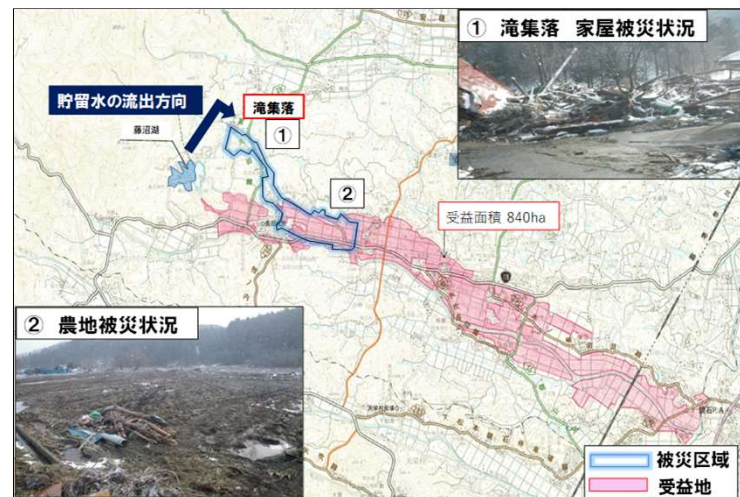 ① 滝集落 家屋被災状況
貯留水の流出方向
滝集落
①
藤沼湖
②
受益面積 840ha
② 農地被災状況
被災区域
受益地